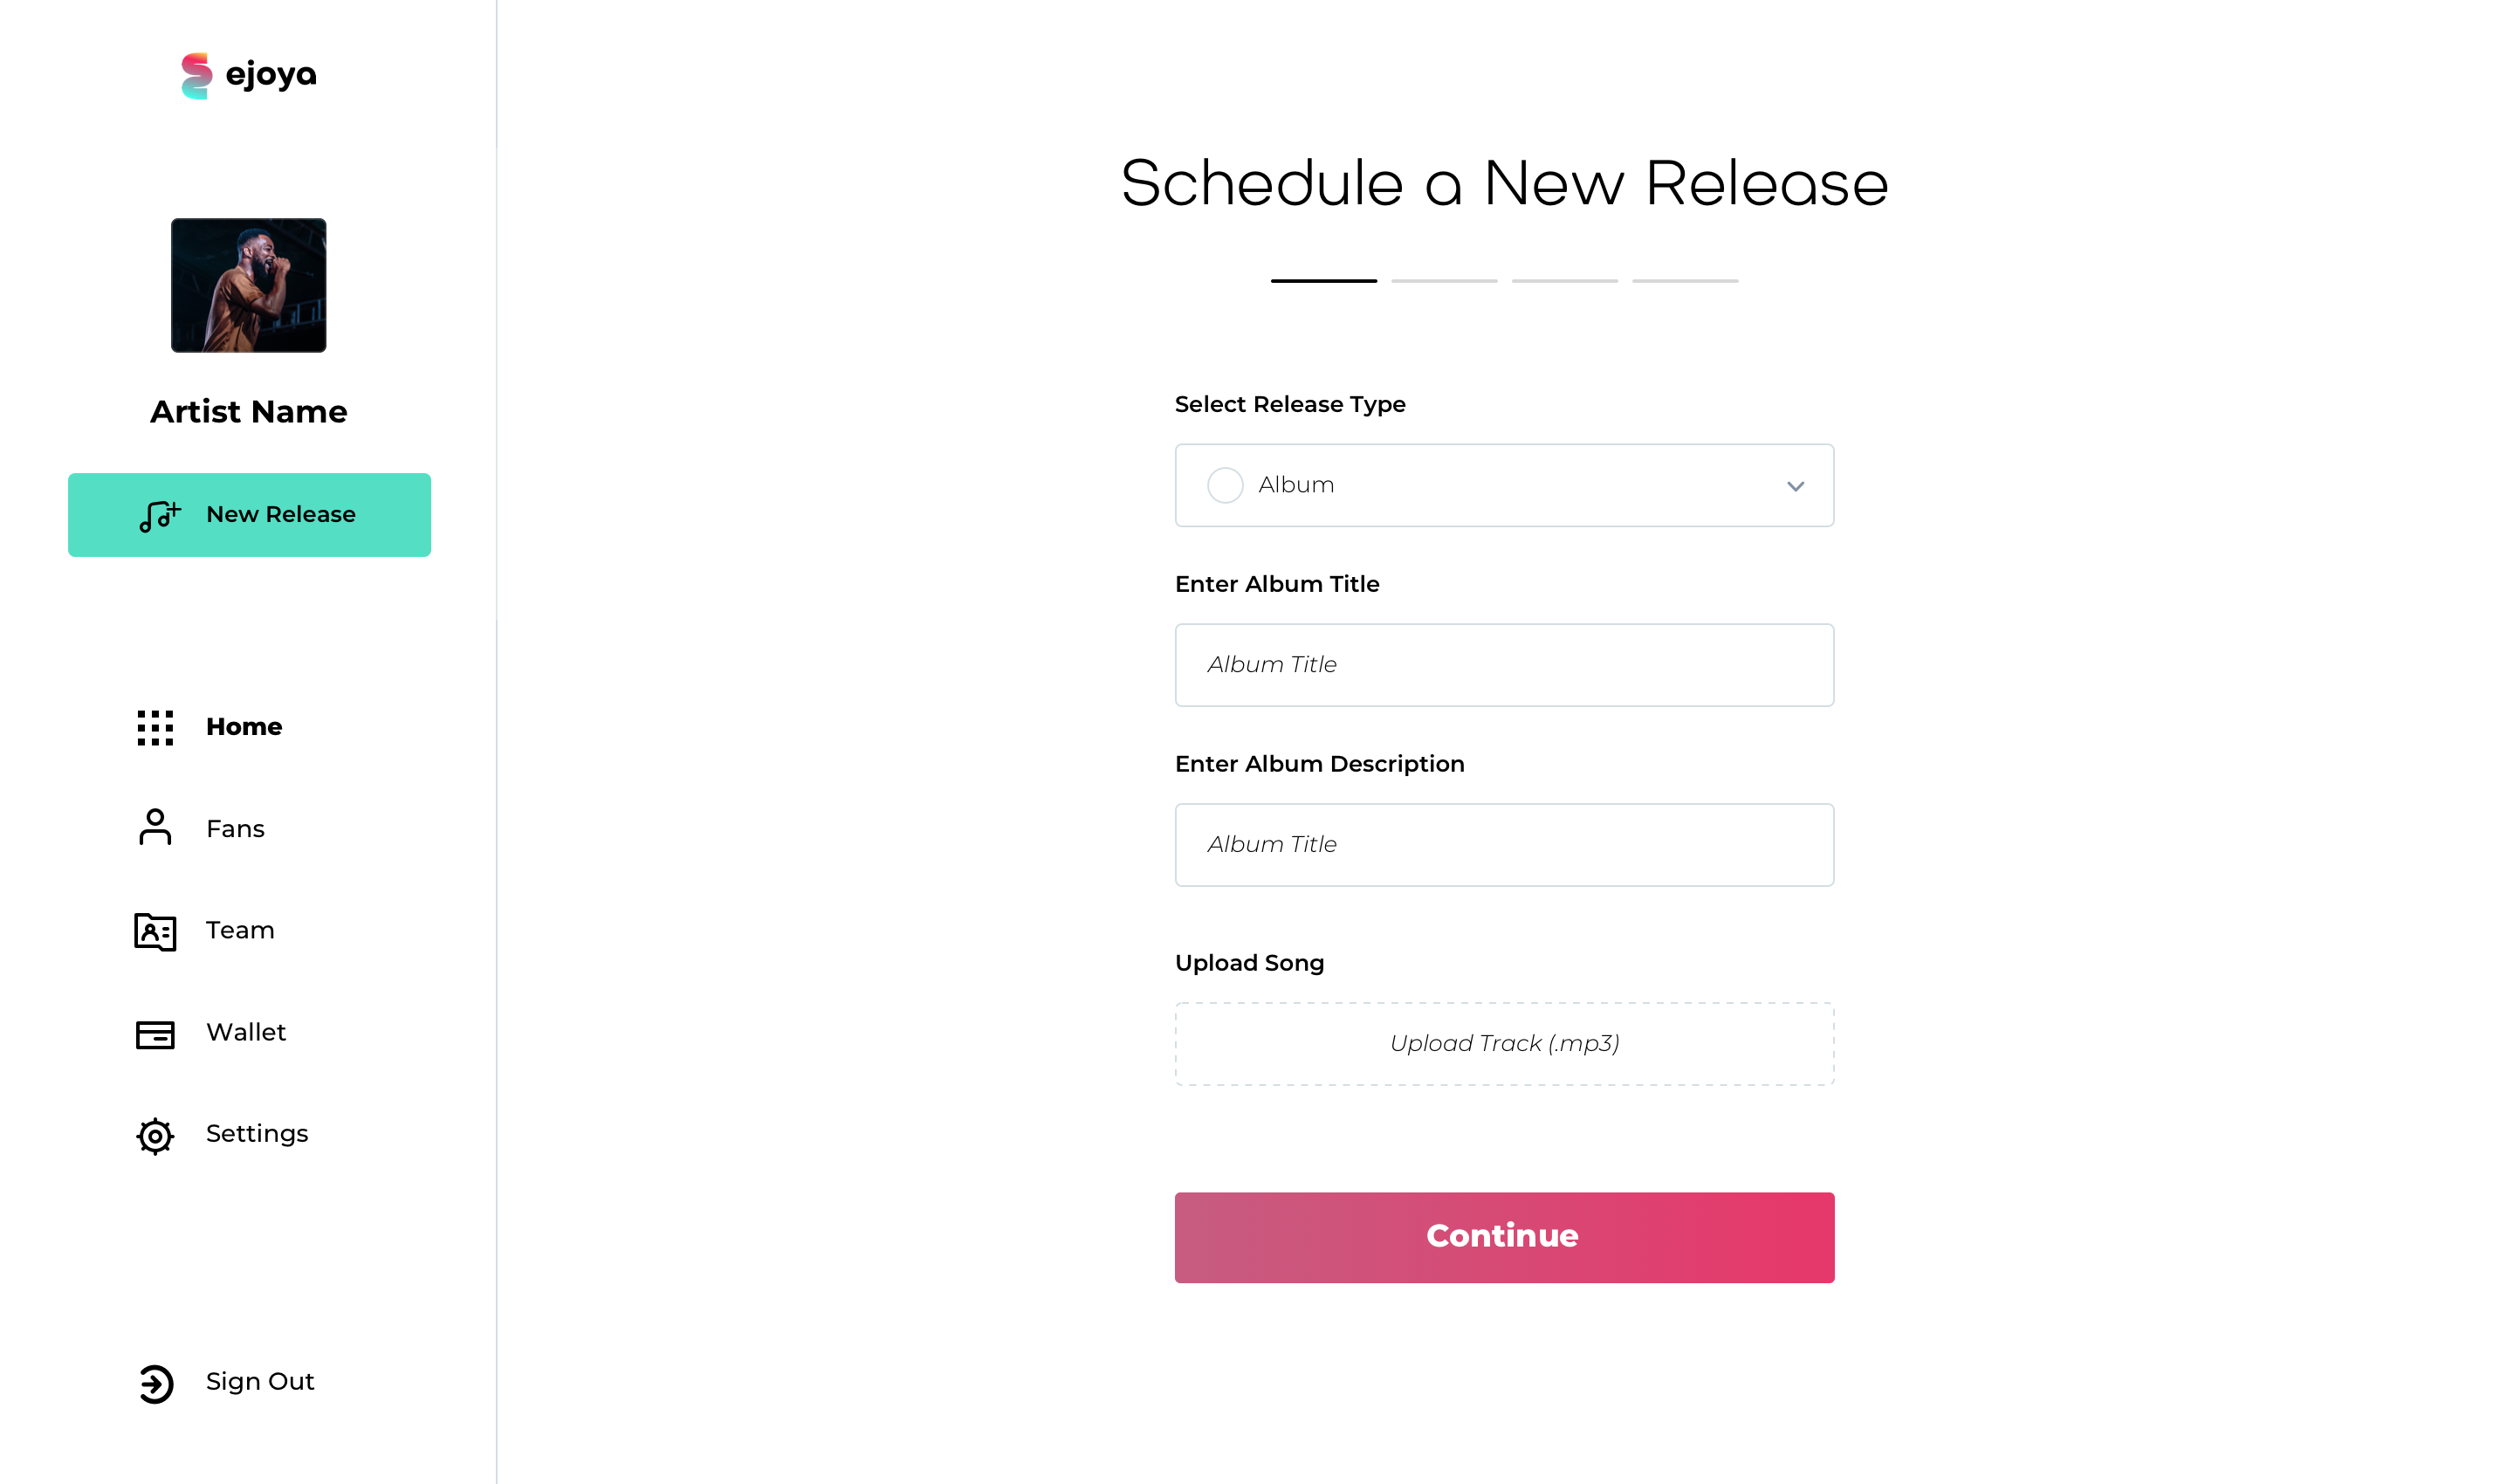 ejoya
Artist Name
New Release
Home
Fans
Team
Wallet
Settings
Sign Out
Schedule a New Release
Select Release Type
Album
Enter Album Title
Album Title
Enter Album Description
Album Title
Upload Song
Upload Track (.mp3)
Continue